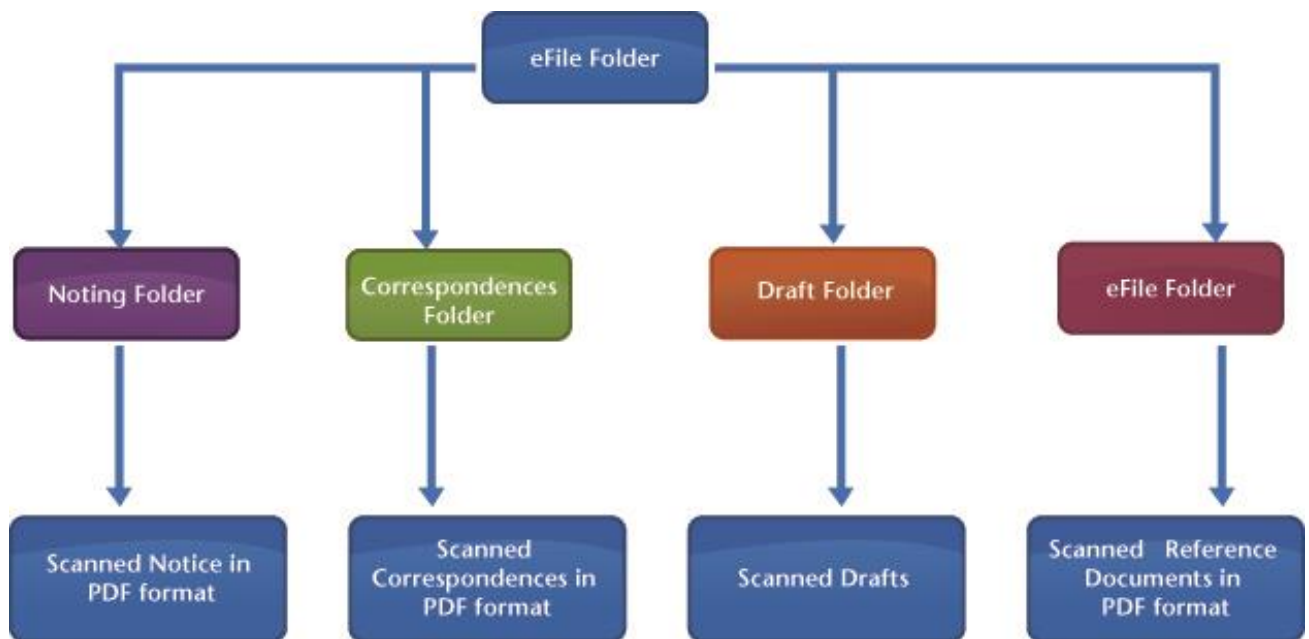 eFile Folder
Noting Folder
Correspondences
Folder
Draft Folder
eFile Folder
Scanned Notice in
PDF format
Scanned
Correspondences in
PDF format
Scanned Drafts
Scanned Reference
Documents in
PDF format